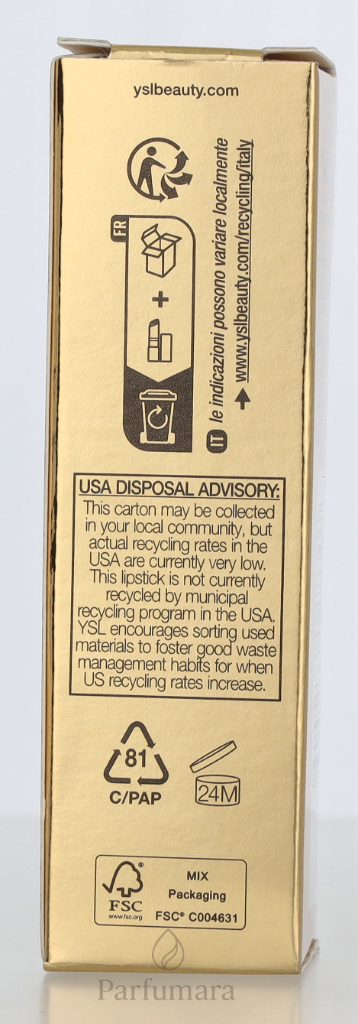 yslbeauty.com
FR
+
IT le indicazioni possono variare localmente
➔ www.yslbeauty.com/recycling/italy
USA DISPOSAL ADVISORY:
This carton may be collected
in your local community, but
actual recycling rates in the
USA are currently very low.
This lipstick is not currently
recycled by municipal
recycling program in the USA.
YSL encourages sorting used
materials to foster good waste
management habits for when
US recycling rates increase.
81
C/PAP
24M
FSC®
www.fsc.org
MIX
Packaging
FSC® C004631
Parfumara